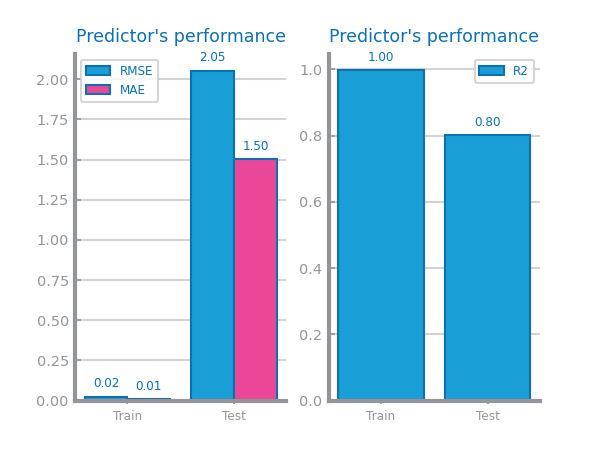 Predictor's performance
2.05
RMSE
MAE
1.50
0.02
0.01
2.00
1.75
1.50
1.25
1.00
0.75
0.50
0.25
0.00
Train
Test
Predictor's performance
1.00
R2
0.80
1.0
0.8
0.6
0.4
0.2
0.0
Train
Test